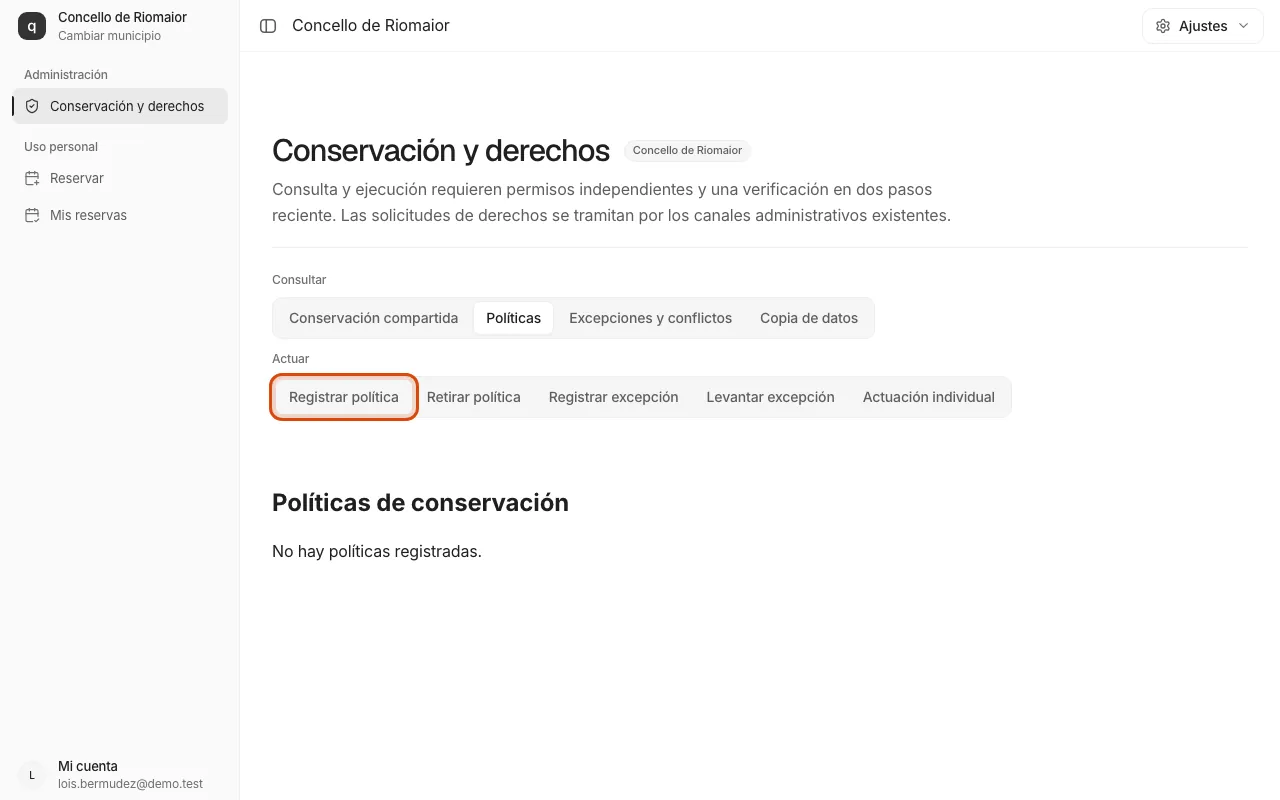 q
Concello de Riomaior
Cambiar municipio
Administración
Conservación y derechos
Uso personal
Reservar
Mis reservas
L
Mi cuenta
lois.bermudez@demo.test
Concello de Riomaior
Ajustes
Conservación y derechos
Concello de Riomaior
Consulta y ejecución requieren permisos independientes y una verificación en dos pasos
reciente. Las solicitudes de derechos se tramitan por los canales administrativos existentes.
Consultar
Conservación compartida Políticas Excepciones y conflictos Copia de datos
Actuar
Registrar política Retirar política Registrar excepción Levantar excepción Actuación individual
Políticas de conservación
No hay políticas registradas.